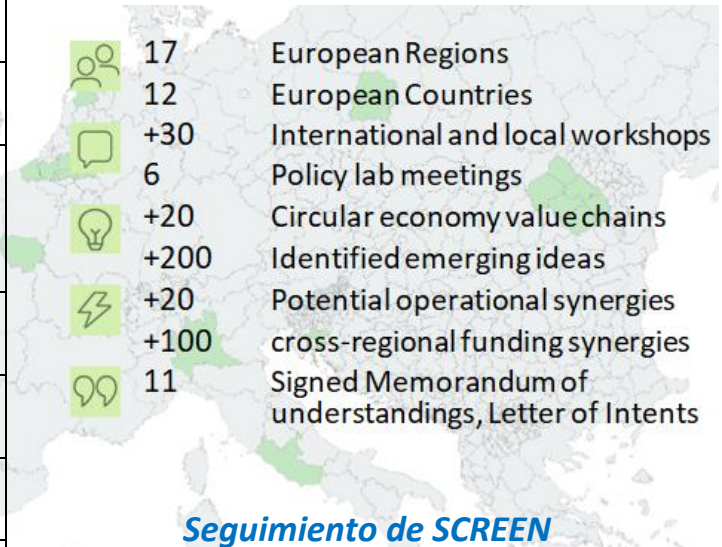 17 European Regions
12 European Countries
+30 International and local workshops
6 Policy lab meetings
+20 Circular economy value chains
+200 Identified emerging ideas
+20 Potential operational synergies
+100 cross-regional funding synergies
11 Signed Memorandum of
understandings, Letter of Intents
Seguimiento de SCREEN